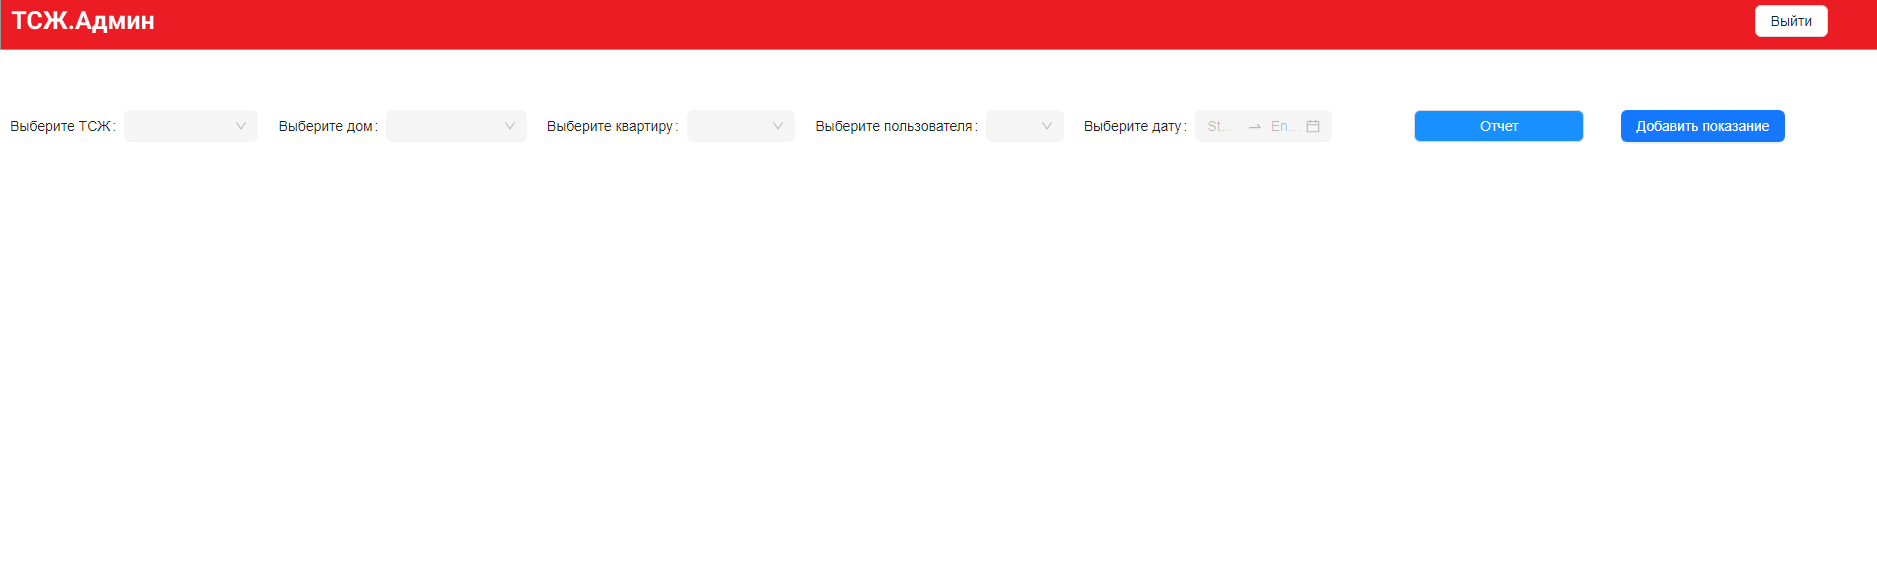 ТСЖ.Админ
Выйти
Выберите ТСЖ:
Выберите дом:
Выберите квартиру:
Выберите пользователя:
Выберите дату:
St...
En...
Отчет
Добавить показание